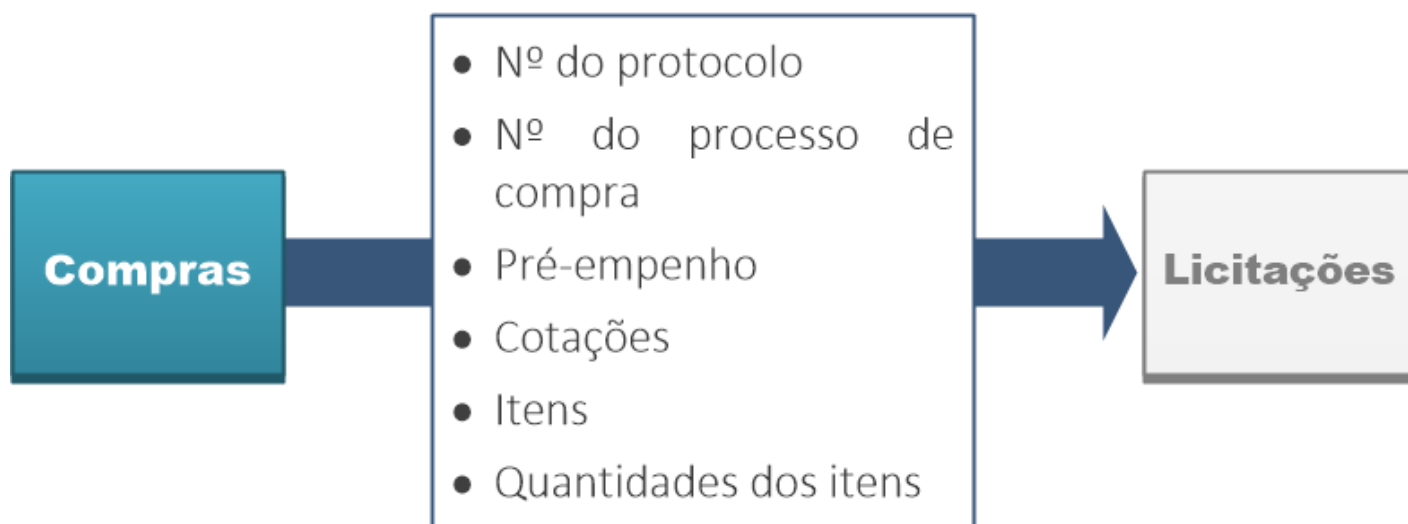 Compras
● Nº do protocolo
● Nº do processo de
compra
● Pré-empenho
● Cotações
● Itens
● Quantidades dos itens
Licitações